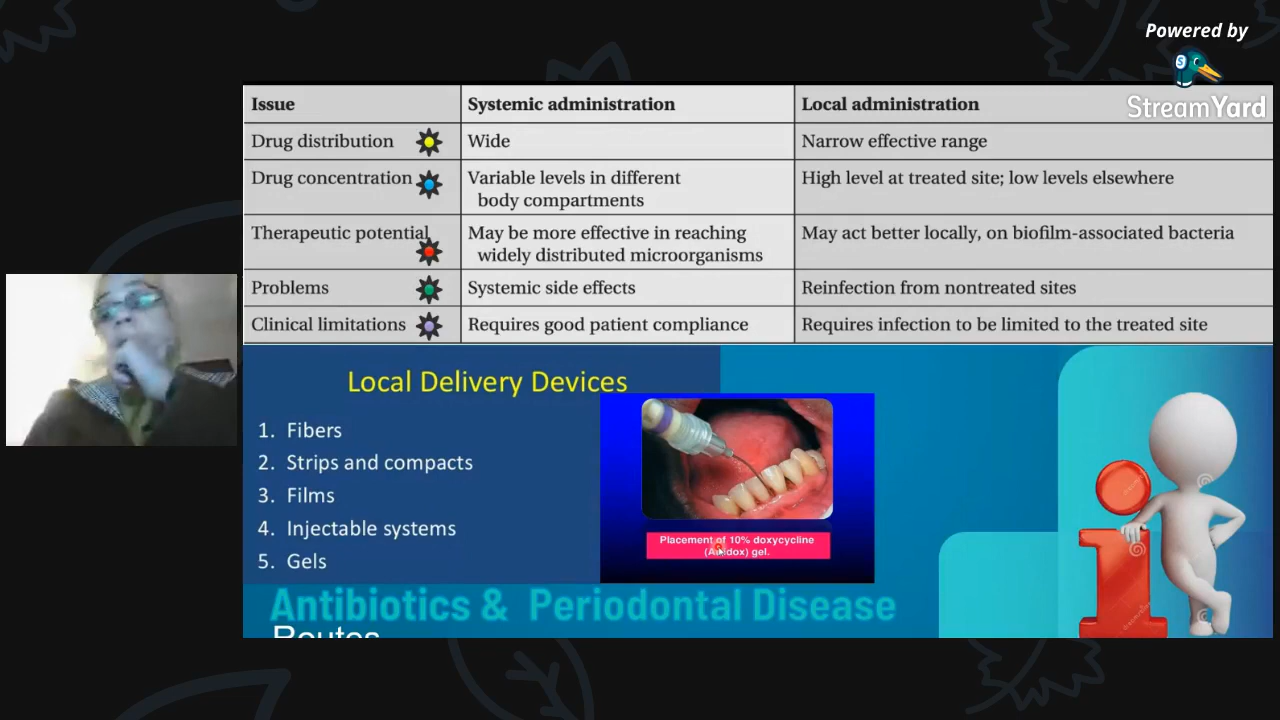 Powered by
StreamYard
Issue Systemic administration Local administration
Drug distribution Wide Narrow effective range
Drug concentration Variable levels in different High level at treated site; low levels elsewhere
body compartments
Therapeutic potential May be more effective in reaching May act better locally, on biofilm-associated bacteria
widely distributed microorganisms
Problems Systemic side effects Reinfection from nontreated sites
Clinical limitations Requires good patient compliance Requires infection to be limited to the treated site
Local Delivery Devices
1. Fibers
2. Strips and compacts
3. Films
4. Injectable systems
5. Gels
Placement of 10% doxycycline
gel.
Antibiotics & Periodontal Disease
Routes